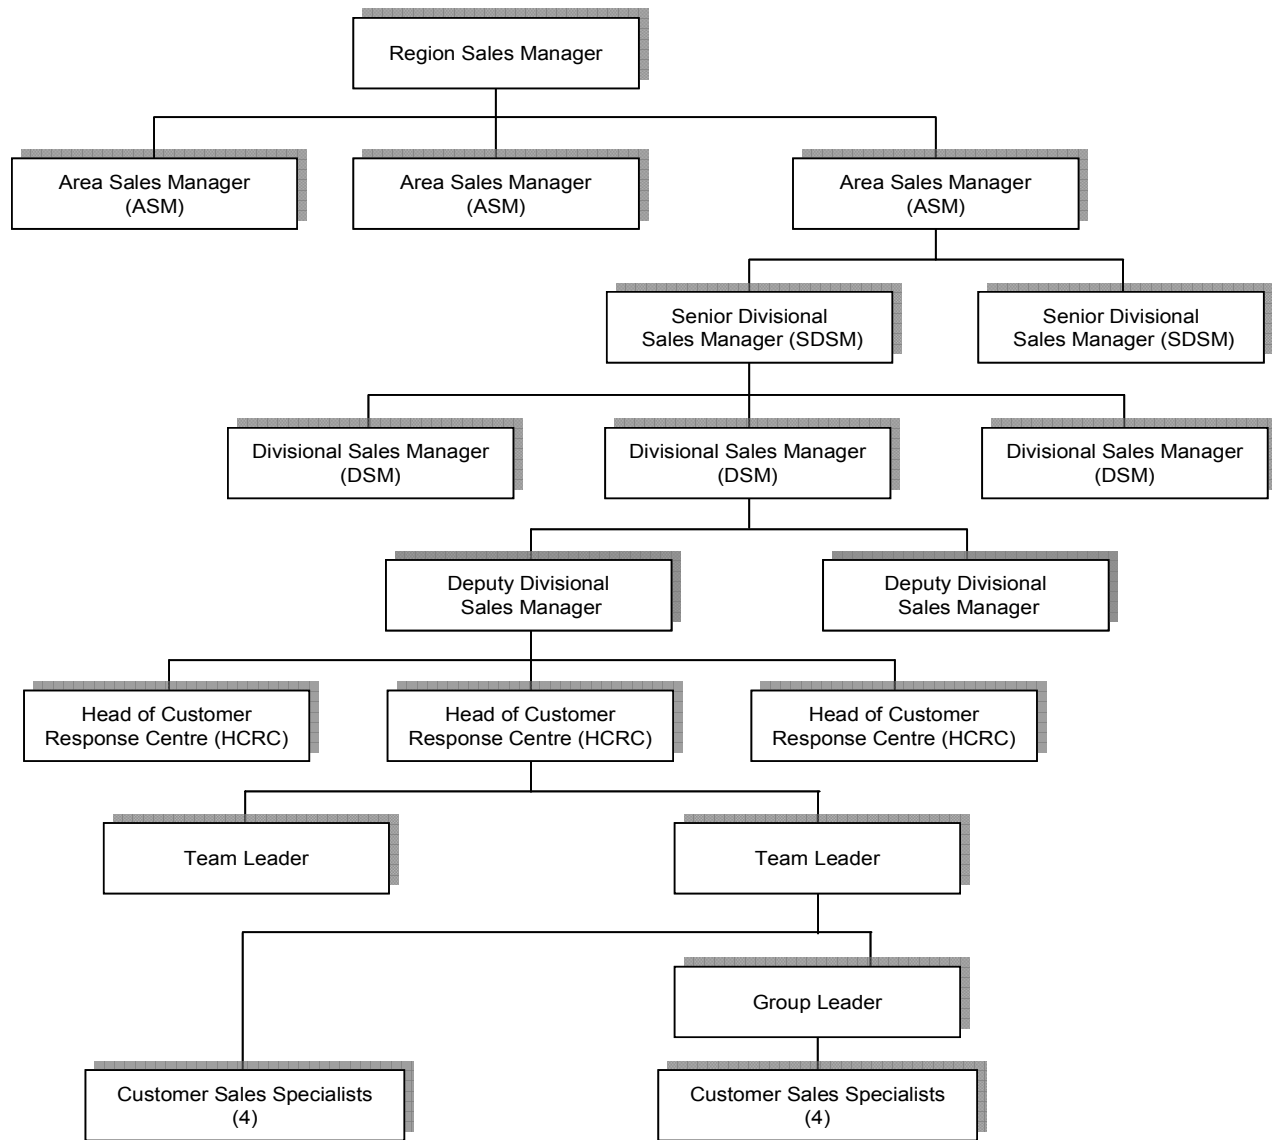 Region Sales Manager
Area Sales Manager
(ASM)
Area Sales Manager
(ASM)
Area Sales Manager
(ASM)
Senior Divisional
Sales Manager (SDSM)
Senior Divisional
Sales Manager (SDSM)
Divisional Sales Manager
(DSM)
Divisional Sales Manager
(DSM)
Divisional Sales Manager
(DSM)
Deputy Divisional
Sales Manager
Deputy Divisional
Sales Manager
Head of Customer
Response Centre (HCRC)
Head of Customer
Response Centre (HCRC)
Head of Customer
Response Centre (HCRC)
Team Leader
Team Leader
Group Leader
Customer Sales Specialists
(4)
Customer Sales Specialists
(4)